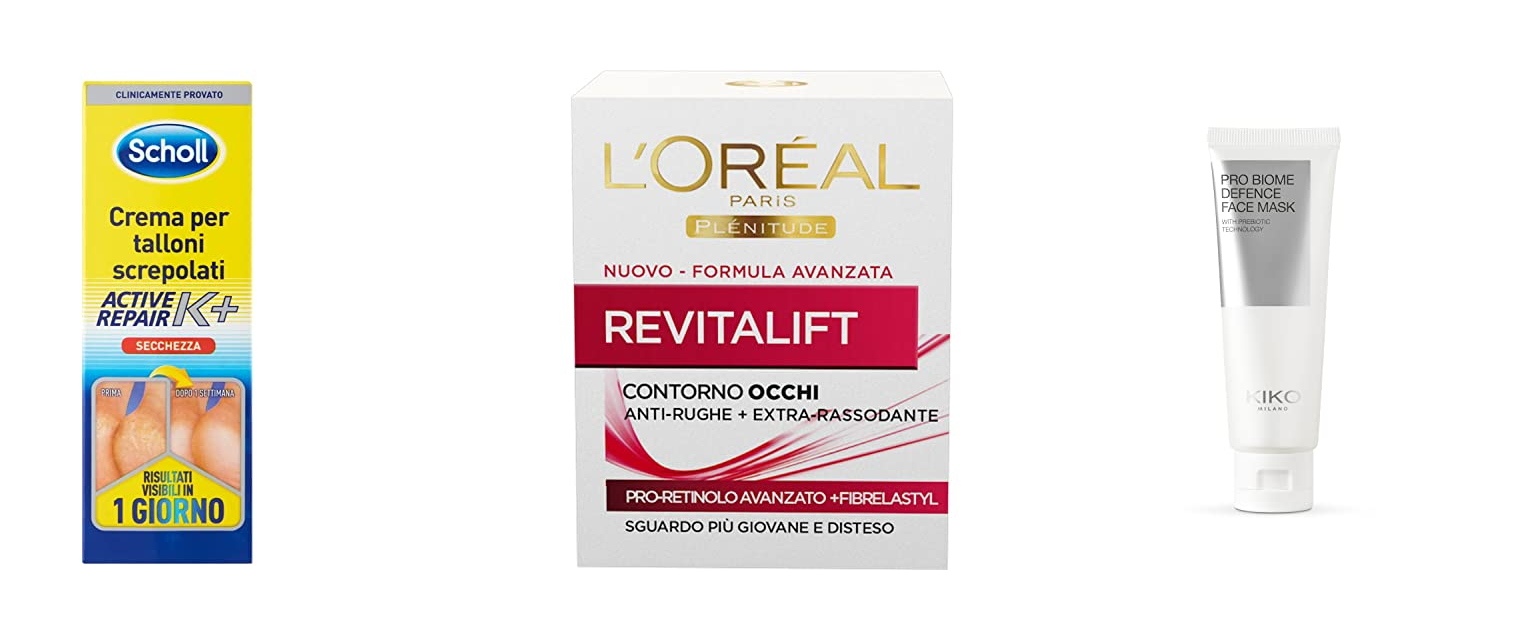 CLINICAMENTE PROVATO
Scholl
Crema per
talloni
screpolati
ACTIVE
REPAIR K+
SECCHEZZA
PRIMA
DOPO 1 SETTIMANA
RISULTATI
VISIBILI IN
1 GIORNO
L'ORÉAL
PARIS
PLÉNITUDE
NUOVO - FORMULA AVANZATA
REVITALIFT
CONTORNO OCCHI
ANTI-RUGHE + EXTRA-RASSODANTE
PRO-RETINOLO AVANZATO +FIBRELASTYL
SGUARDO PIÙ GIOVANE E DISTESO
PRO BIOME
DEFENCE
FACE MASK
WITH PREBIOTIC
TECHNOLOGY
KIKO
MILANO